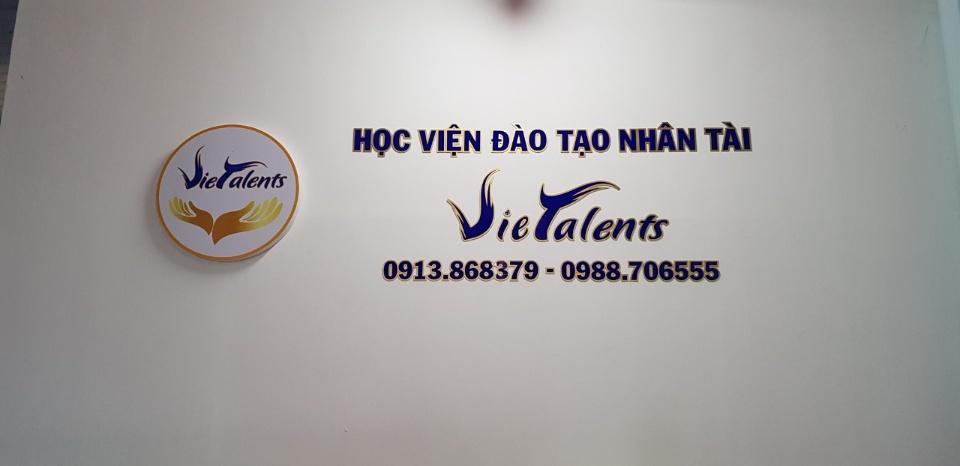 VieTalents
HỌC VIỆN ĐÀO TẠO NHÂN TÀI
VieTalents
0913.868379 - 0988.706555